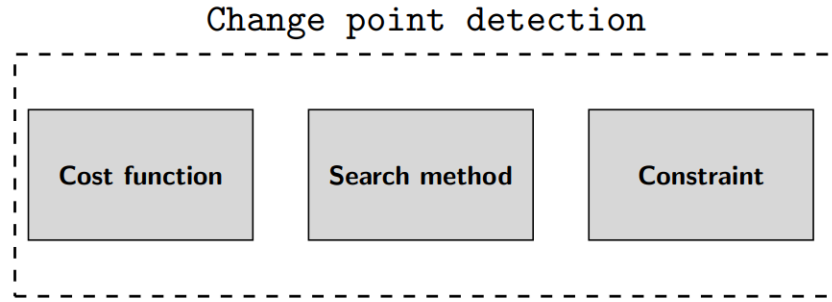 Change point detection
Cost function
Search method
Constraint